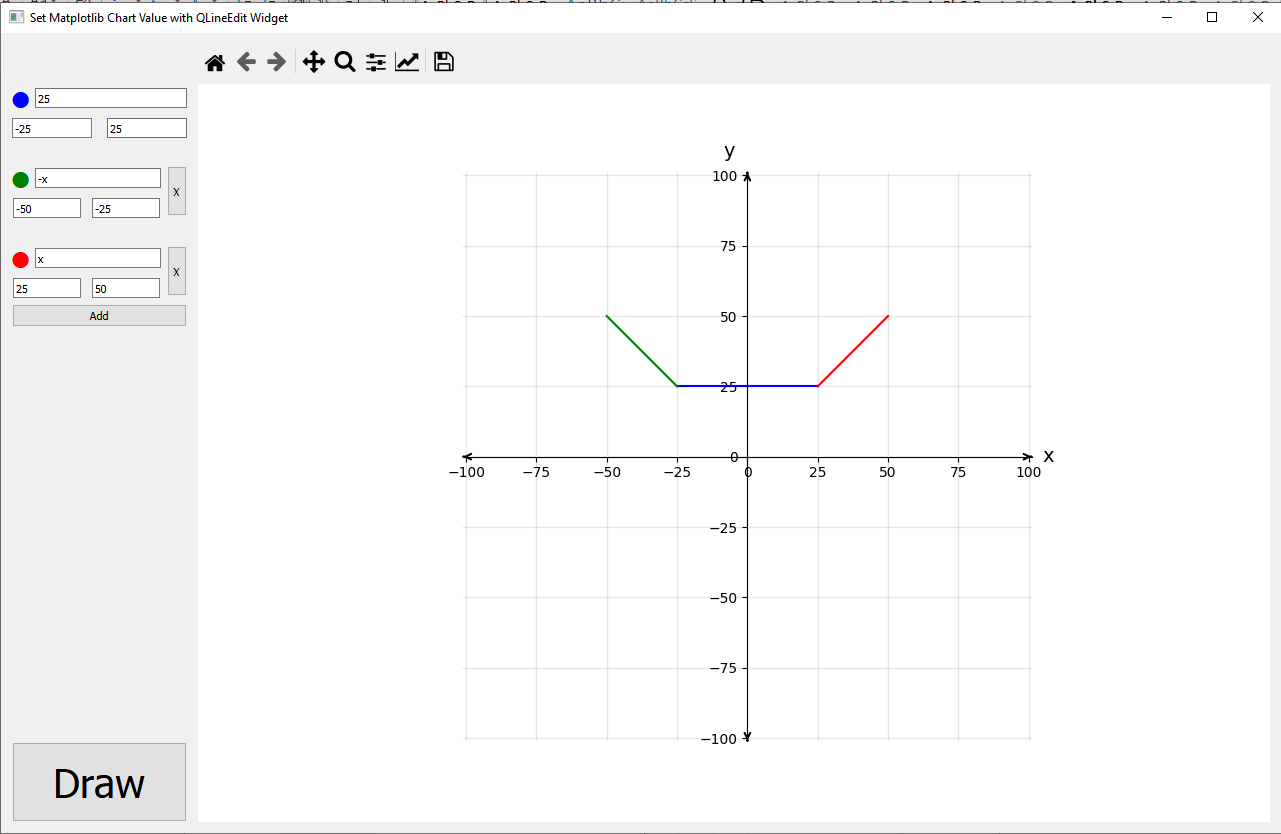 Set Matplotlib Chart Value with QLineEdit Widget
25
-25 25
-x
X
-50 -25
x
X
25 50
Add
Draw
y
100
75
50
25
0
x
−100 −75 −50 −25 0 25 50 75 100
−25
−50
−75
−100